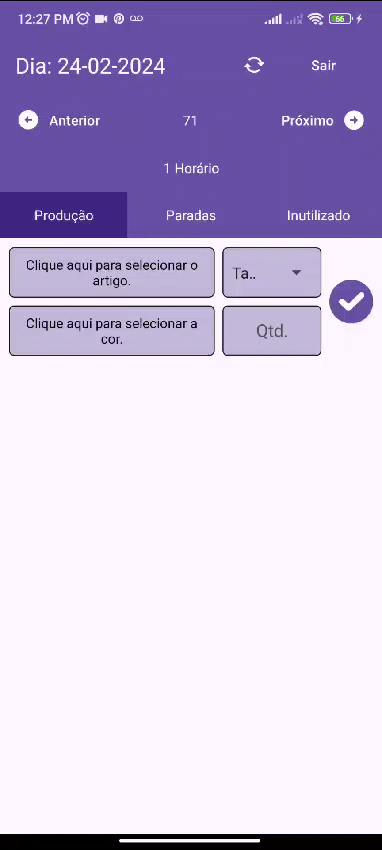 12:27 PM 66
Dia: 24-02-2024 Sair
Anterior 71 Próximo
1 Horário
Produção Paradas Inutilizado
Clique aqui para selecionar o
artigo.
Ta..
Clique aqui para selecionar a
cor.
Qtd.